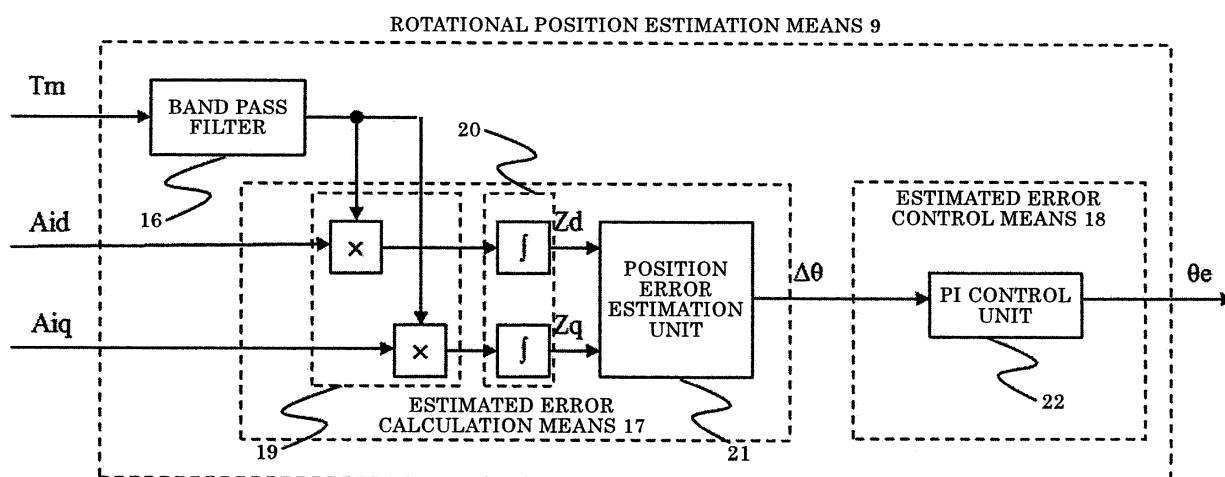 ROTATIONAL POSITION ESTIMATION MEANS 9
Tm
BAND PASS
FILTER
20
16
Aid
×
∫
Zd
POSITION
ERROR
ESTIMATION
UNIT
Δθ
ESTIMATED ERROR
CONTROL MEANS 18
PI CONTROL
UNIT
θe
Aiq
×
∫
Zq
ESTIMATED ERROR
CALCULATION MEANS 17
19
21
22